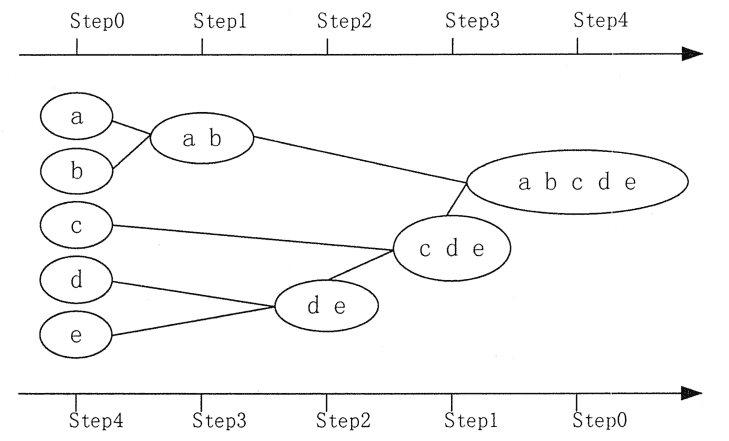 Step0 Step1 Step2 Step3 Step4
a
a b
b
a b c d e
c
c d e
d
d e
e
Step4 Step3 Step2 Step1 Step0